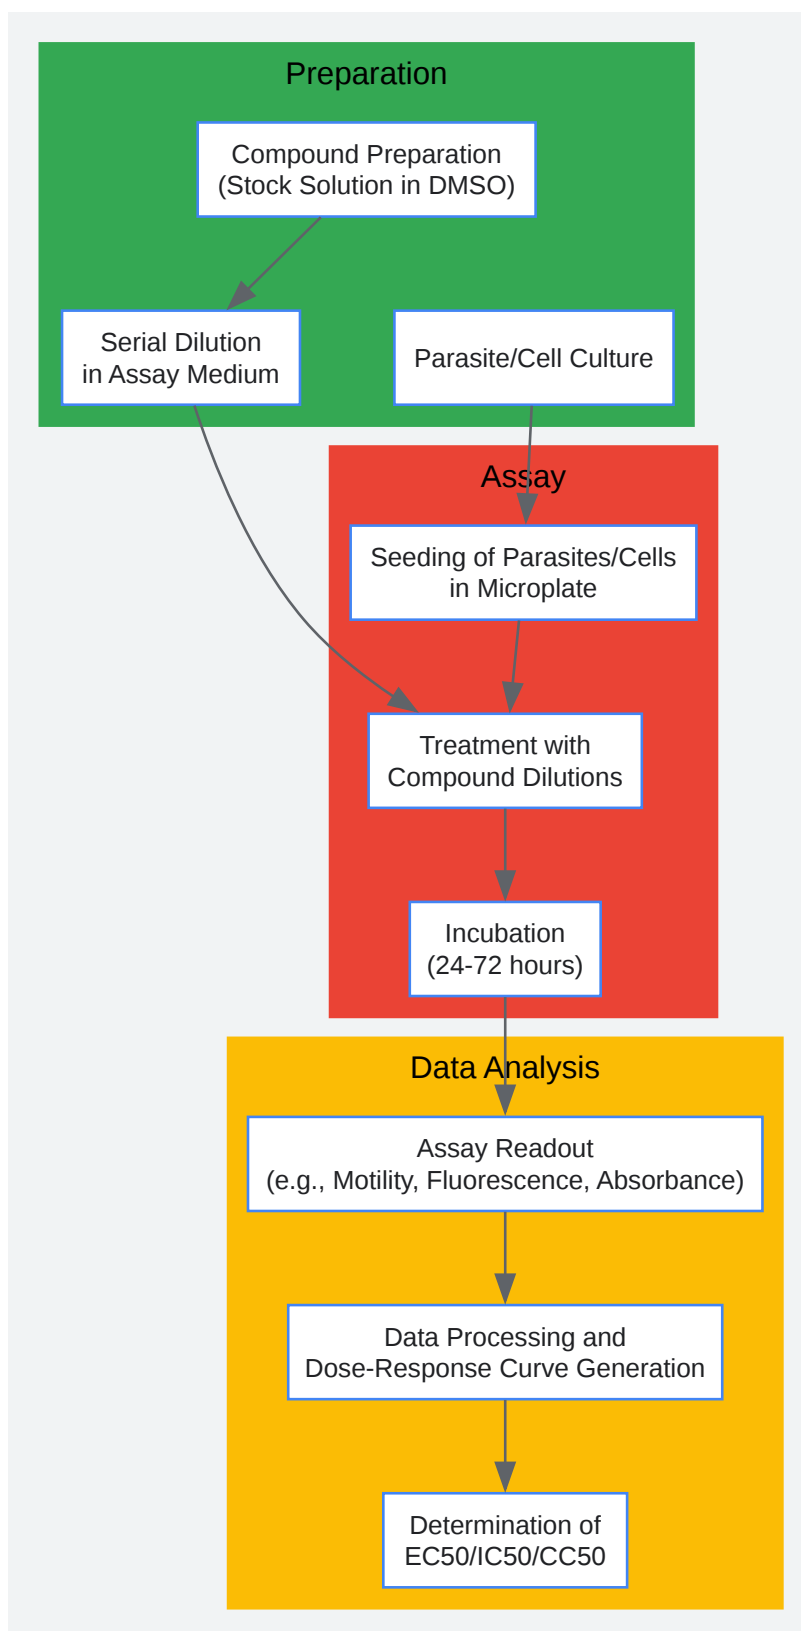 Preparation
Compound Preparation
(Stock Solution in DMSO)
Serial Dilution
in Assay Medium
Parasite/Cell Culture
Assay
Seeding of Parasites/Cells
in Microplate
Treatment with
Compound Dilutions
Incubation
(24-72 hours)
Data Analysis
Assay Readout
(e.g., Motility, Fluorescence, Absorbance)
Data Processing and
Dose-Response Curve Generation
Determination of
EC50/IC50/CC50